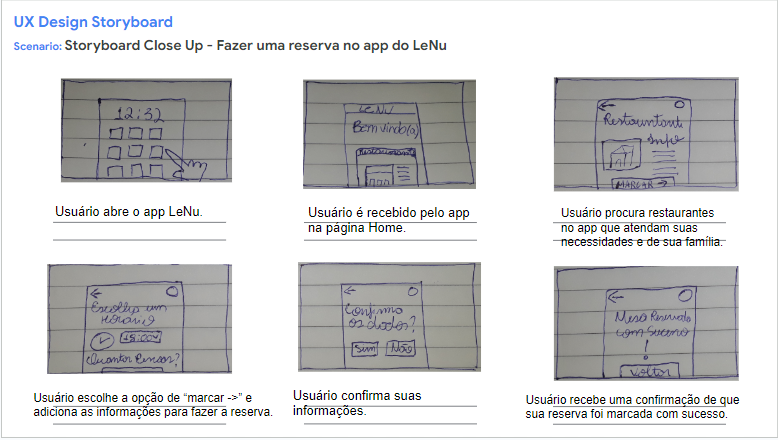 UX Design Storyboard
Scenario: Storyboard Close Up - Fazer uma reserva no app do LeNu
12:32
Usuário abre o app LeNu.
LeNu
Bem vindo(a)
Restaurantes
Usuário é recebido pelo app
na página Home.
Info
MARCAR →
Usuário procura restaurantes
no app que atendam suas
necessidades e de sua família.
←
Escolha um
horário
Quantas Pessoas?
Usuário escolhe a opção de “marcar ->” e
adiciona as informações para fazer a reserva.
←
Confirma
os dados?
Sim Não
Usuário confirma suas
informações.
←
Mesa Reservada
com Sucesso
!
Voltar
Usuário recebe uma confirmação de que
sua reserva foi marcada com sucesso.